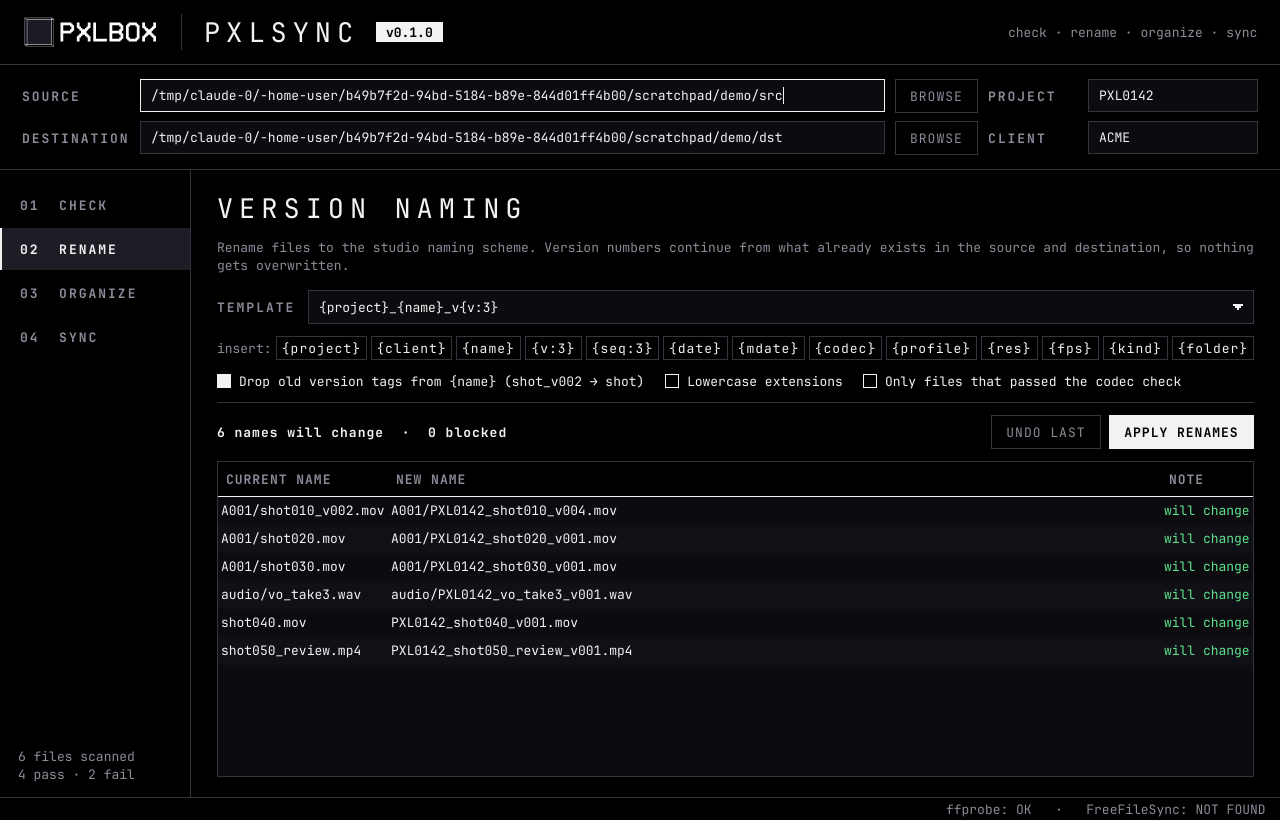 PXLBOX PXLSYNC v0.1.0 check · rename · organize · sync
SOURCE /tmp/claude-0/-home-user/b49b7f2d-94bd-5184-b89e-844d01ff4b00/scratchpad/demo/src BROWSE PROJECT PXL0142
DESTINATION /tmp/claude-0/-home-user/b49b7f2d-94bd-5184-b89e-844d01ff4b00/scratchpad/demo/dst BROWSE CLIENT ACME
01 CHECK
02 RENAME
03 ORGANIZE
04 SYNC
6 files scanned
4 pass · 2 fail
VERSION NAMING
Rename files to the studio naming scheme. Version numbers continue from what already exists in the source and destination, so nothing
gets overwritten.
TEMPLATE {project}_{name}_v{v:3}
insert: {project} {client} {name} {v:3} {seq:3} {date} {mdate} {codec} {profile} {res} {fps} {kind} {folder}
Drop old version tags from {name} (shot_v002 → shot) Lowercase extensions Only files that passed the codec check
6 names will change · 0 blocked UNDO LAST APPLY RENAMES
CURRENT NAME NEW NAME NOTE
A001/shot010_v002.mov A001/PXL0142_shot010_v004.mov will change
A001/shot020.mov A001/PXL0142_shot020_v001.mov will change
A001/shot030.mov A001/PXL0142_shot030_v001.mov will change
audio/vo_take3.wav audio/PXL0142_vo_take3_v001.wav will change
shot040.mov PXL0142_shot040_v001.mov will change
shot050_review.mp4 PXL0142_shot050_review_v001.mp4 will change
ffprobe: OK · FreeFileSync: NOT FOUND